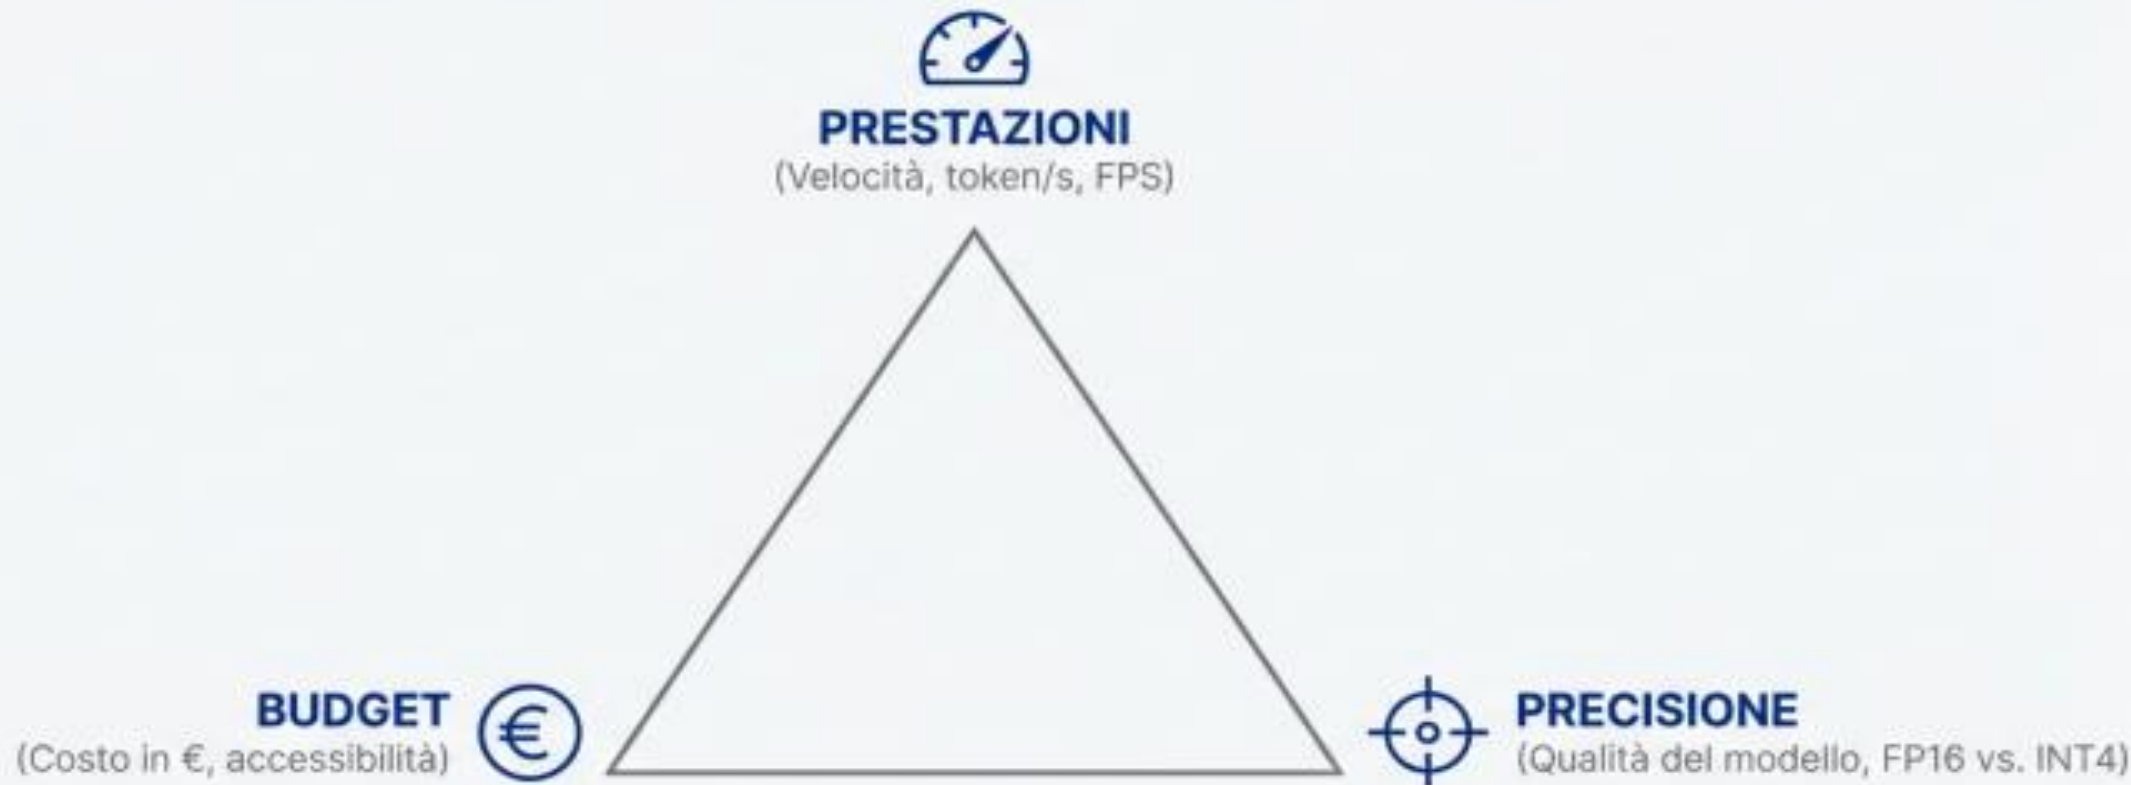 PRESTAZIONI
(Velocità, token/s, FPS)
BUDGET
€
(Costo in €, accessibilità)
PRECISIONE
(Qualità del modello, FP16 vs. INT4)